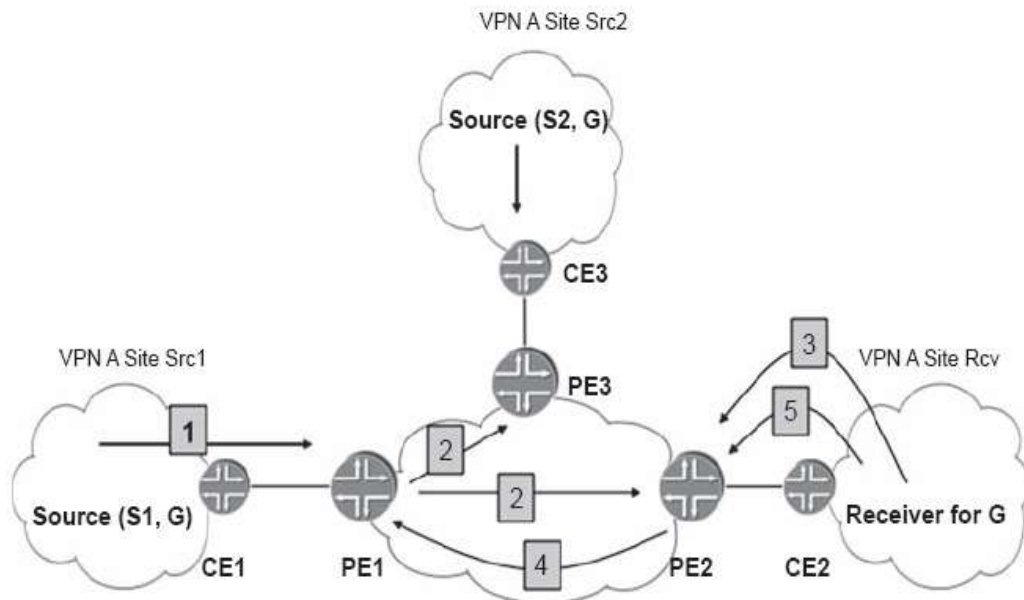 VPN A Site Src2
Source (S2, G)
CE3
VPN A Site Src1
3
VPN A Site Rcv
PE3
1
5
2
2
Source (S1, G)
Receiver for G
CE1
PE1
4
PE2
CE2